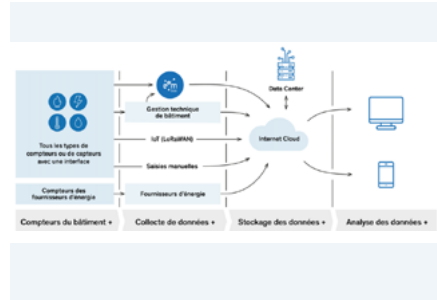 Data Center
Gestion technique
de bâtiment
Tous les types de
compteurs ou de capteurs
avec une interface
IoT (LoRaWAN)
Internet Cloud
Saisies manuelles
Compteurs des
fournisseurs d'énergie
Fournisseurs d'énergie
Compteurs du bâtiment +
Collecte de données +
Stockage des données +
Analyse des données +